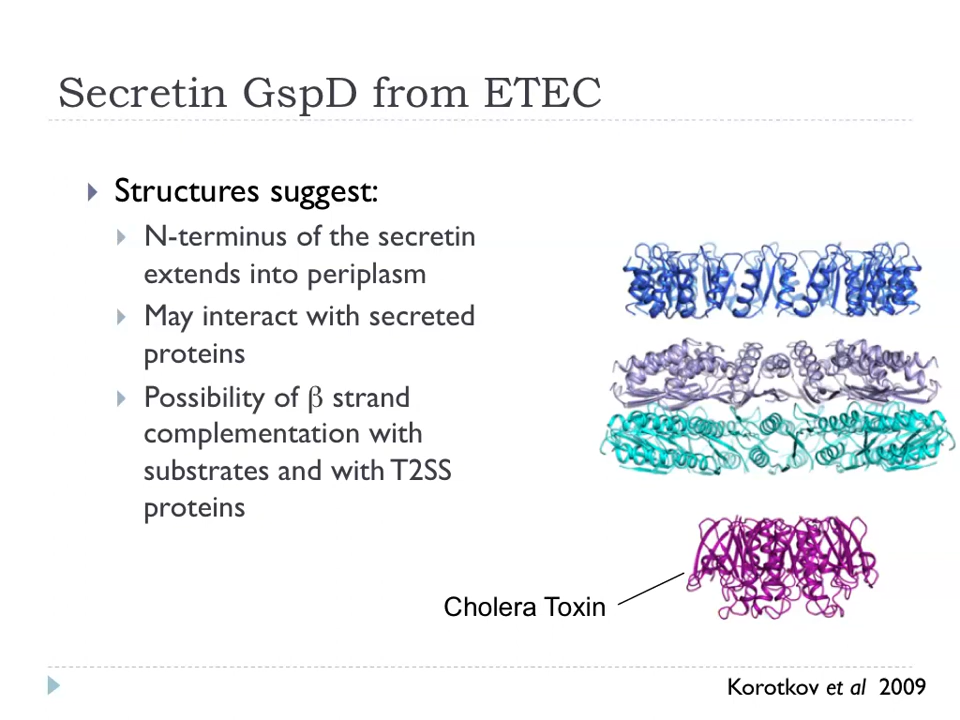 Secretin GspD from ETEC
Structures suggest:
N-terminus of the secretin
extends into periplasm
May interact with secreted
proteins
Possibility of β strand
complementation with
substrates and with T2SS
proteins
Cholera Toxin
Korotkov et al 2009